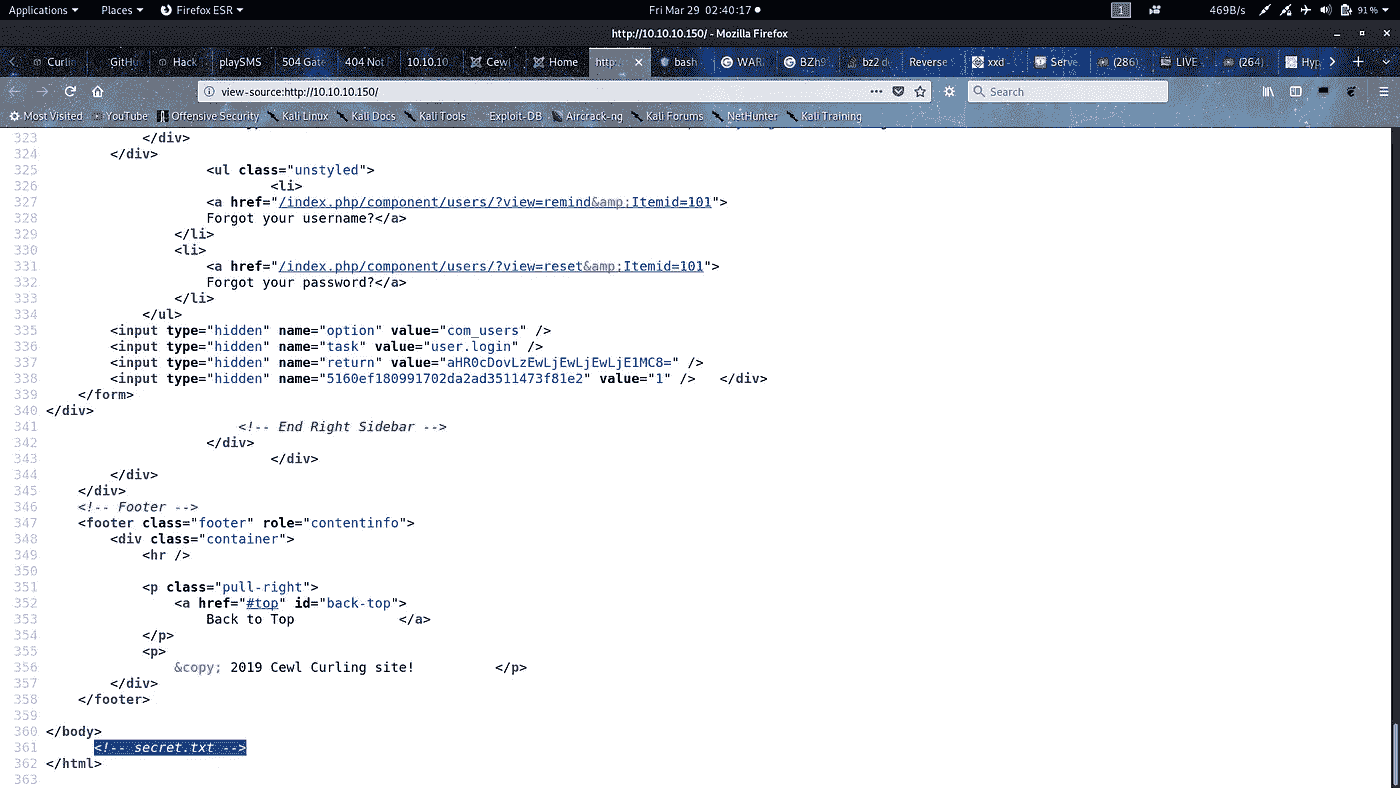 Applications Places Firefox ESR Fri Mar 29 02:40:17 1 469B/s 91 %
http://10.10.10.150/ - Mozilla Firefox
Curlin GitHu Hack playSMS 504 Gate 404 Not 10.10.10 Cewl Home http: bash WAR BZh9 bz2 d Reverse S xxd - Serve (286) LIVE (264) Hyp
view-source:http://10.10.10.150/ Search
Most Visited YouTube Offensive Security Kali Linux Kali Docs Kali Tools Exploit-DB Aircrack-ng Kali Forums NetHunter Kali Training
323 </div>
324 </div>
325 <ul class="unstyled">
326 <li>
327 <a href="/index.php/component/users/?view=remind&amp;Itemid=101">
328 Forgot your username?</a>
329 </li>
330 <li>
331 <a href="/index.php/component/users/?view=reset&amp;Itemid=101">
332 Forgot your password?</a>
333 </li>
334 </ul>
335 <input type="hidden" name="option" value="com_users" />
336 <input type="hidden" name="task" value="user.login" />
337 <input type="hidden" name="return" value="aHR0cDovLzEwLjEwLjEwLjE1MC8=" />
338 <input type="hidden" name="5160ef180991702da2ad3511473f81e2" value="1" /> </div>
339 </form>
340 </div>
341 <!-- End Right Sidebar -->
342 </div>
343 </div>
344 </div>
345 </div>
346 <!-- Footer -->
347 <footer class="footer" role="contentinfo">
348 <div class="container">
349 <hr />
350
351 <p class="pull-right">
352 <a href="#top" id="back-top">
353 Back to Top </a>
354 </p>
355 <p>
356 &copy; 2019 Cewl Curling site! </p>
357 </div>
358 </footer>
359
360 </body>
361 <!-- secret.txt -->
362 </html>
363